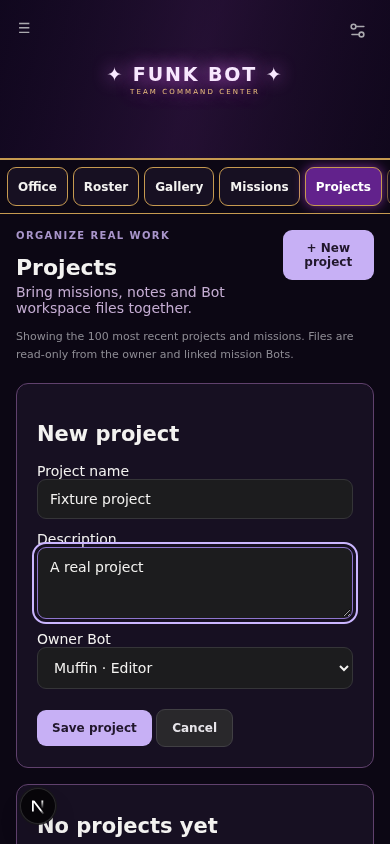 ☰
✦ FUNK BOT ✦
TEAM COMMAND CENTER
Office
Roster
Gallery
Missions
Projects
ORGANIZE REAL WORK
+ New
project
Projects
Bring missions, notes and Bot
workspace files together.
Showing the 100 most recent projects and missions. Files are
read-only from the owner and linked mission Bots.
New project
Project name
Fixture project
Description
A real project
Owner Bot
Muffin · Editor
Save project
Cancel
N
No projects yet